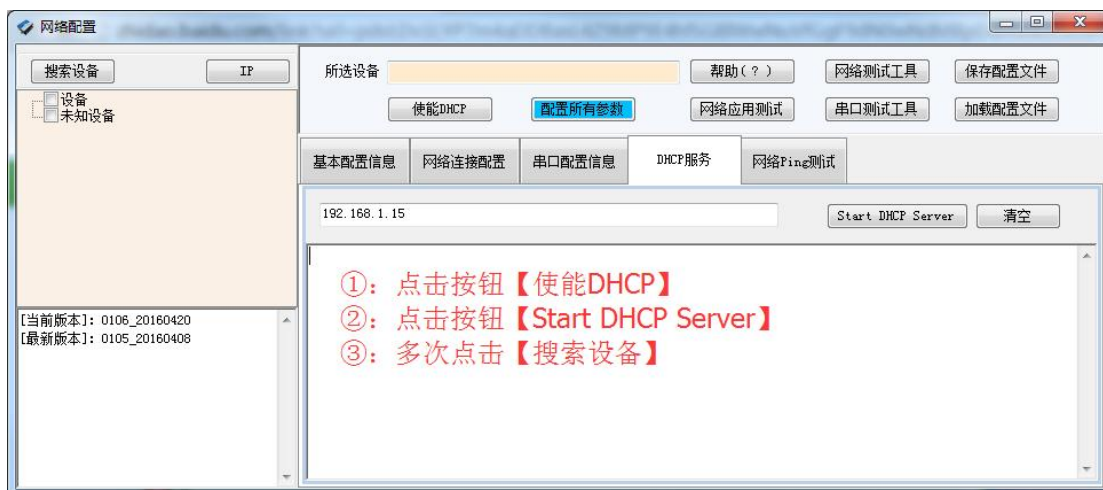 网络配置
搜索设备 IP
设备
未知设备
[当前版本]: 0106_20160420
[最新版本]: 0105_20160408
所选设备 帮助(?) 网络测试工具 保存配置文件
使能DHCP 配置所有参数 网络应用测试 串口测试工具 加载配置文件
基本配置信息 网络连接配置 串口配置信息 DHCP服务 网络Ping测试
192.168.1.15 Start DHCP Server 清空
①：点击按钮【使能DHCP】
②：点击按钮【Start DHCP Server】
③：多次点击【搜索设备】